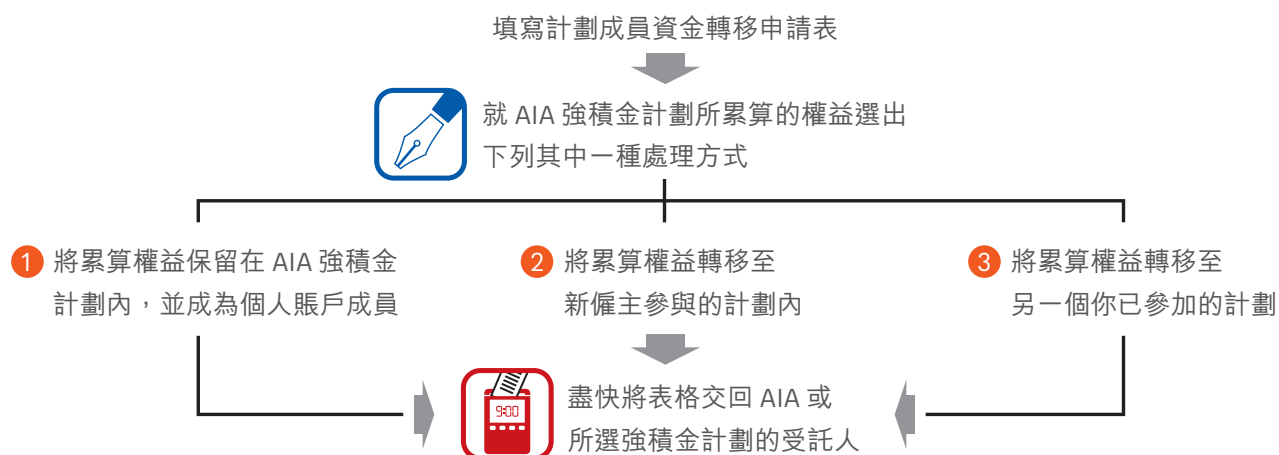 填寫計劃成員資金轉移申請表
就 AIA 強積金計劃所累算的權益選出
下列其中一種處理方式
1 將累算權益保留在 AIA 強積金
計劃內，並成為個人賬戶成員
2 將累算權益轉移至
新僱主參與的計劃內
3 將累算權益轉移至
另一個你已參加的計劃
9:00
盡快將表格交回 AIA 或
所選強積金計劃的受託人